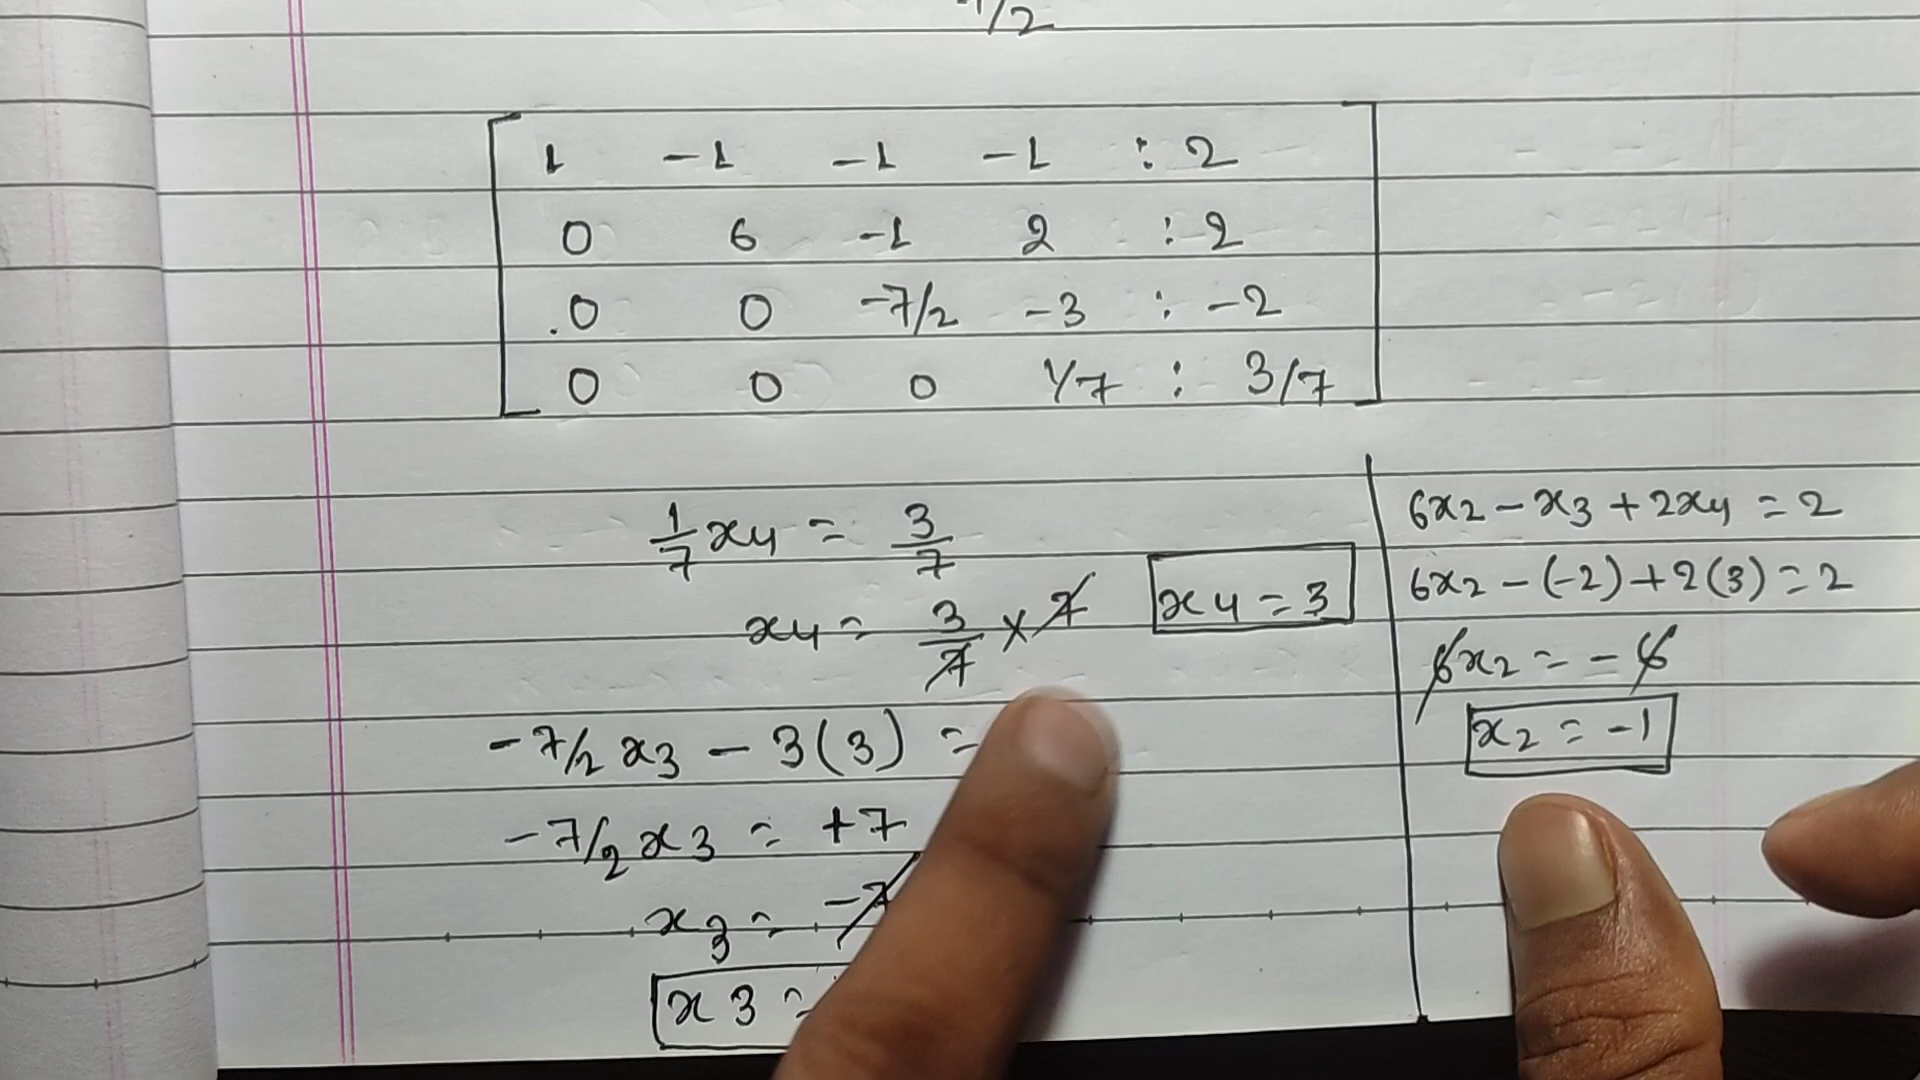 1/2
1 -1 -1 -1 : 2
0 6 -1 2 : 2
0 0 -7/2 -3 : -2
0 0 0 1/7 : 3/7
1/7 x4 = 3/7
x4 = 3/7 × 7
x4 = 3
-7/2 x3 - 3(3) =
-7/2 x3 = +7
x3 = -7
x3 =
6x2 - x3 + 2x4 = 2
6x2 - (-2) + 2(3) = 2
6x2 = -6
x2 = -1